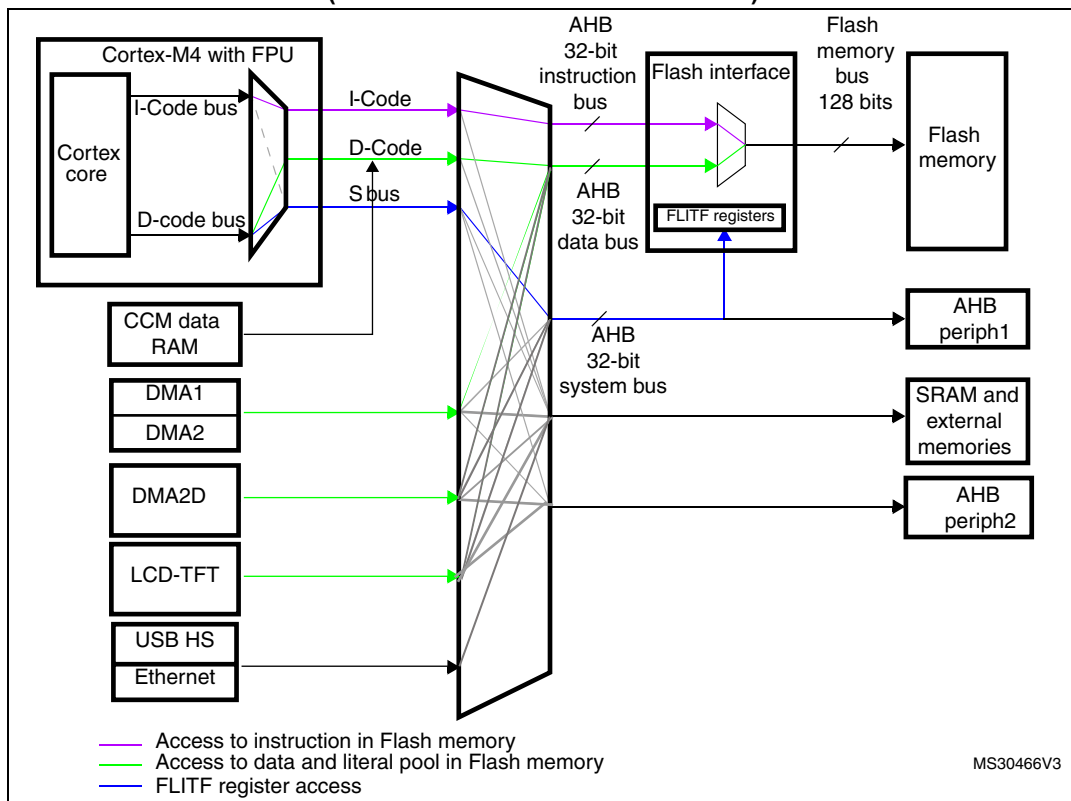 Cortex-M4 with FPU
Cortex
core
I-Code bus
D-code bus
I-Code
D-Code
S bus
AHB
32-bit
instruction
bus
AHB
32-bit
data bus
AHB
32-bit
system bus
Flash interface
FLITF registers
Flash
memory
bus
128 bits
Flash
memory
CCM data
RAM
DMA1
DMA2
DMA2D
LCD-TFT
USB HS
Ethernet
AHB
periph1
SRAM and
external
memories
AHB
periph2
Access to instruction in Flash memory
Access to data and literal pool in Flash memory
FLITF register access
MS30466V3